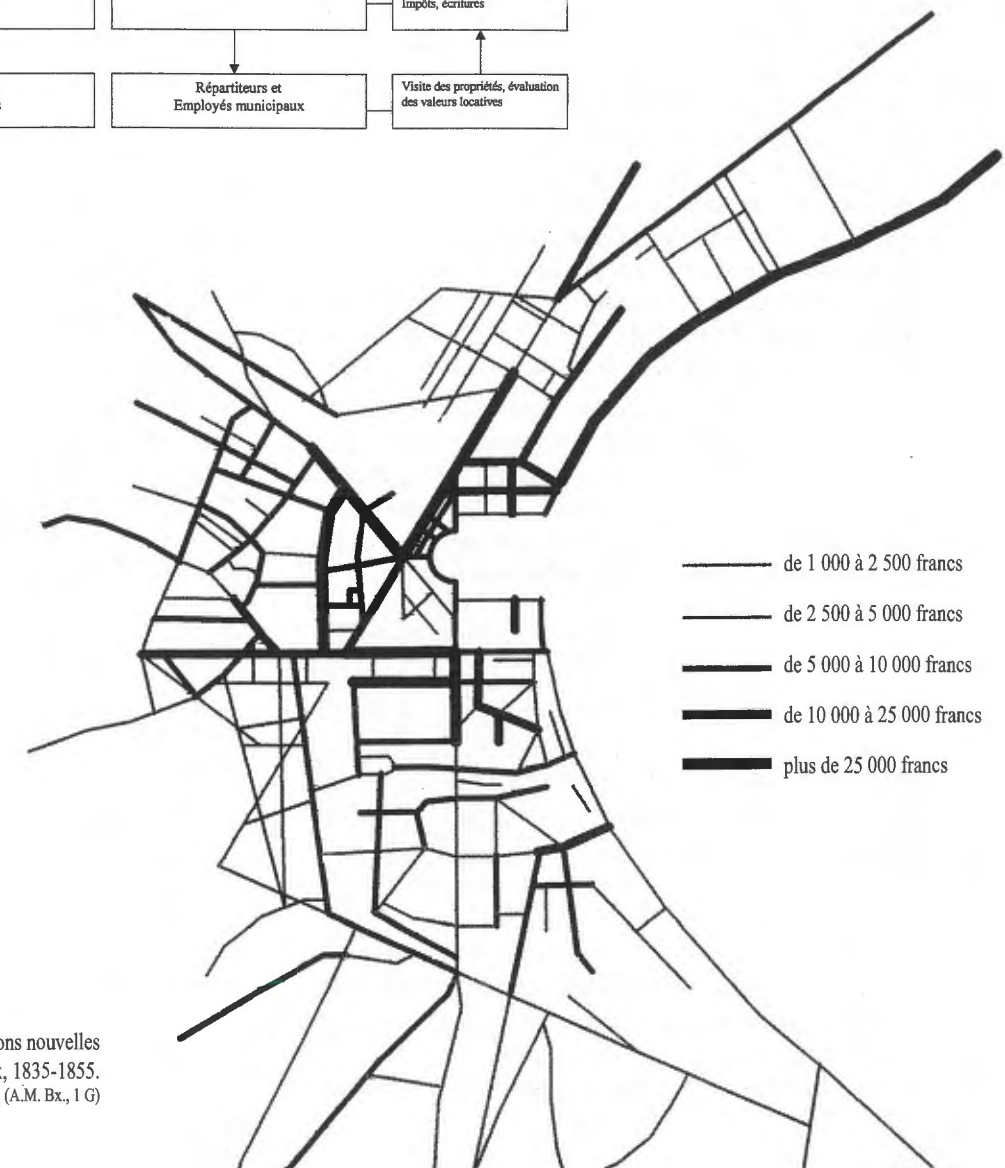 Impôts, écritures
Répartiteurs et
Employés municipaux
Visite des propriétés, évaluation
des valeurs locatives
de 1 000 à 2 500 francs
de 2 500 à 5 000 francs
de 5 000 à 10 000 francs
de 10 000 à 25 000 francs
plus de 25 000 francs
ons nouvelles
, 1835-1855.
(A.M. Bx., 1 G)